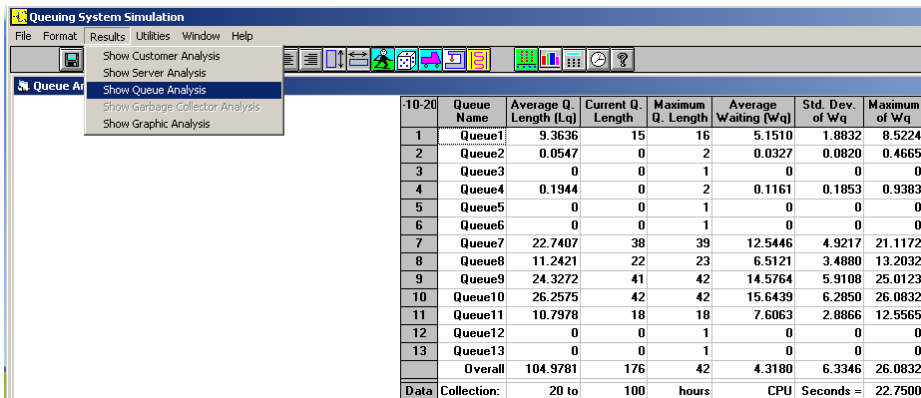 Queuing System Simulation
File Format Results Utilities Window Help
Show Customer Analysis
Show Server Analysis
Show Queue Analysis
Show Garbage Collector Analysis
Show Graphic Analysis
Queue
-10-20 Queue Name Average Q. Length (Lq) Current Q. Length Maximum Q. Length Average Waiting (Wq) Std. Dev. of Wq Maximum of Wq
1 Queue1 9.3636 15 16 5.1510 1.8832 8.5224
2 Queue2 0.0547 0 2 0.0327 0.0820 0.4665
3 Queue3 0 0 1 0 0 0
4 Queue4 0.1944 0 2 0.1161 0.1853 0.9383
5 Queue5 0 0 1 0 0 0
6 Queue6 0 0 1 0 0 0
7 Queue7 22.7407 38 39 12.5446 4.9217 21.1172
8 Queue8 11.2421 22 23 6.5121 3.4880 13.2032
9 Queue9 24.3272 41 42 14.5764 5.9108 25.0123
10 Queue10 26.2575 42 42 15.6439 6.2850 26.0832
11 Queue11 10.7978 18 18 7.6063 2.8866 12.5565
12 Queue12 0 0 1 0 0 0
13 Queue13 0 0 1 0 0 0
Overall 104.9781 176 42 4.3180 6.3346 26.0832
Data Collection: 20 to 100 hours CPU Seconds = 22.7500